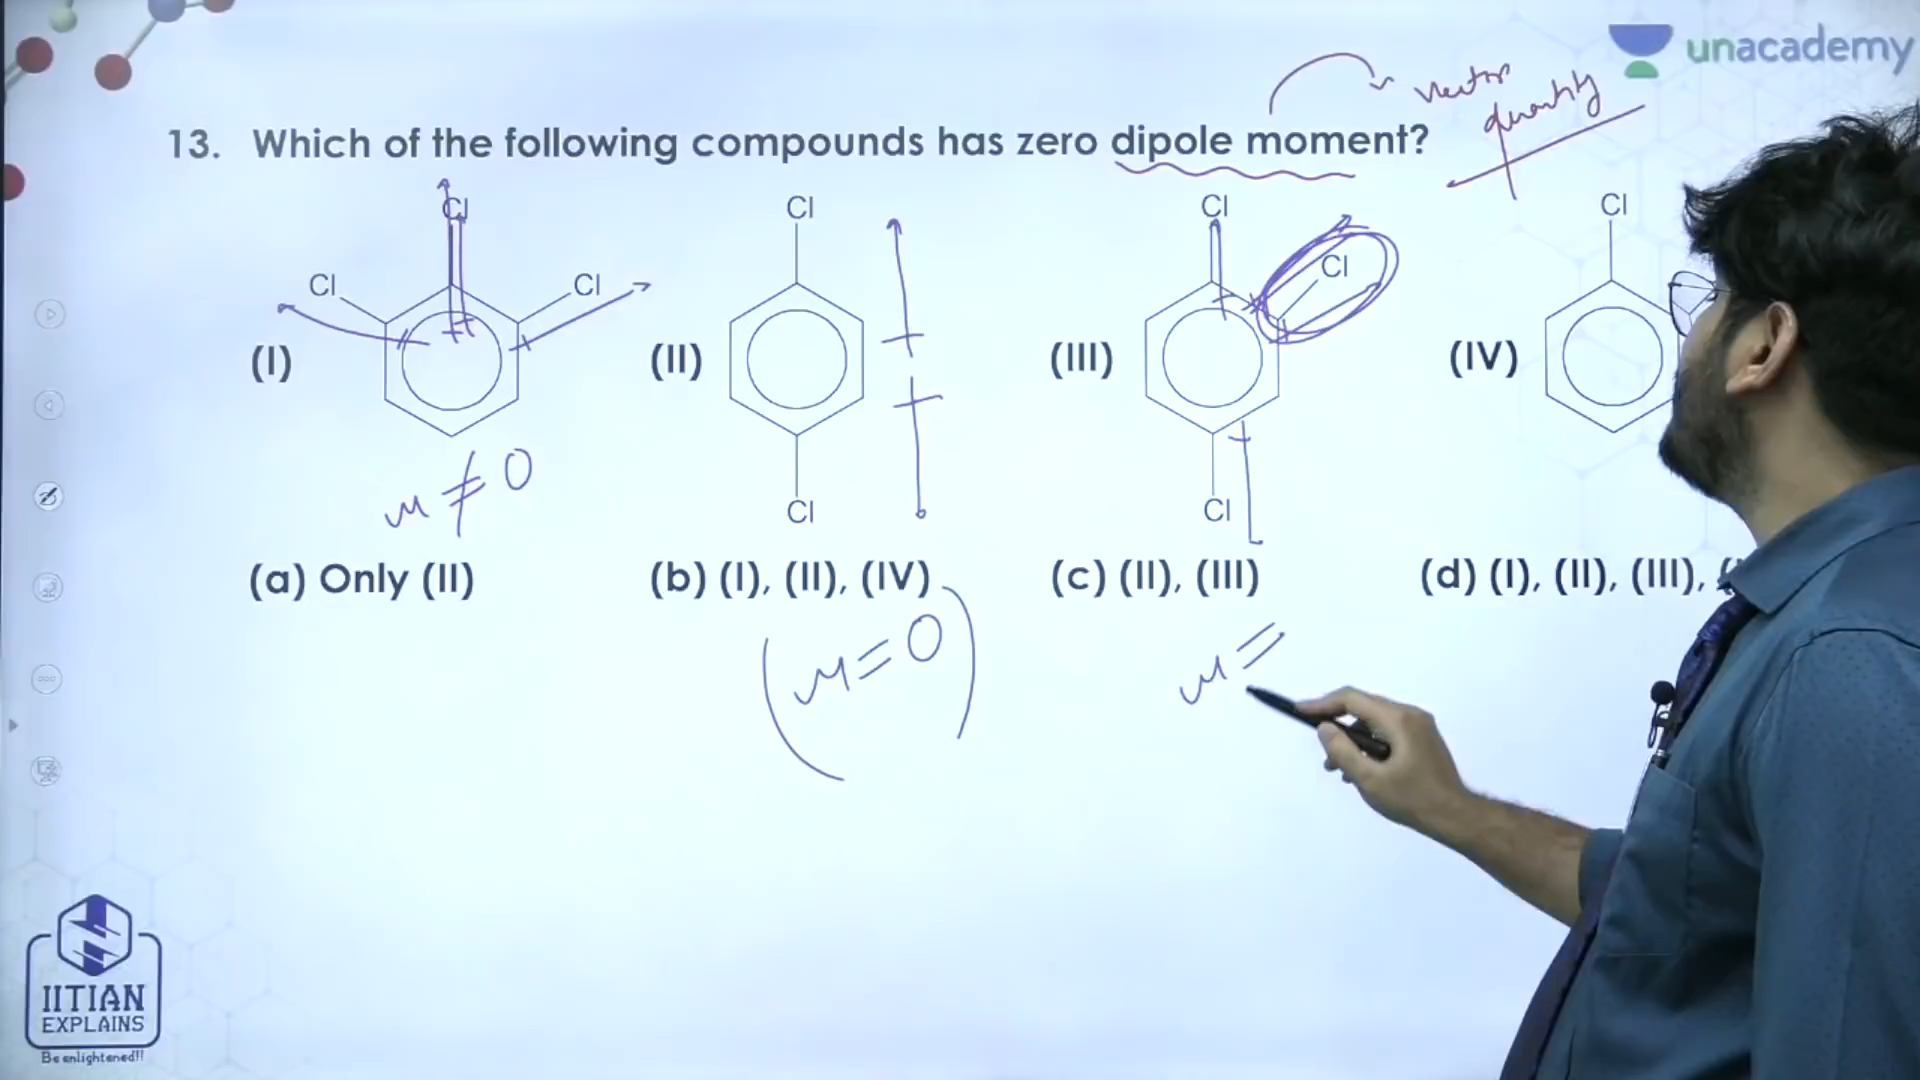 unacademy
vector
quantity
13. Which of the following compounds has zero dipole moment?
Cl Cl Cl Cl
Cl Cl Cl
(I) (II) (III) (IV)
μ ≠ 0
Cl Cl
(a) Only (II) (b) (I), (II), (IV) (c) (II), (III) (d) (I), (II), (III),
(μ = 0) μ =
IITIAN
EXPLAINS
Be enlightened!!